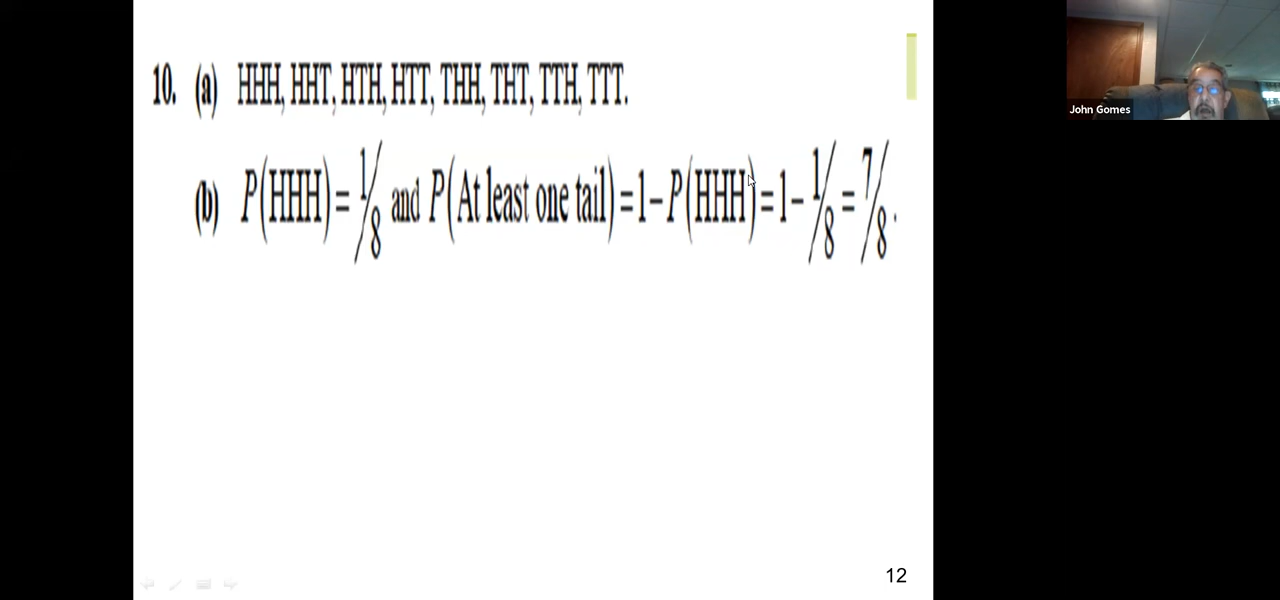 10. (a) HHH, HHT, HTH, HTT, THH, THT, TTH, TTT.
(b) P(HHH) = 1/8 and P(At least one tail) = 1 − P(HHH) = 1 − 1/8 = 7/8.
John Gomes
12